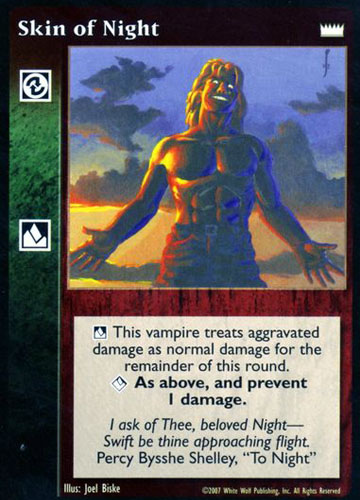 Skin of Night
This vampire treats aggravated
damage as normal damage for the
remainder of this round.
As above, and prevent
1 damage.
I ask of Thee, beloved Night—
Swift be thine approaching flight.
Percy Bysshe Shelley, "To Night"
Illus: Joel Biske ©2007 White Wolf Publishing, Inc. All Rights Reserved